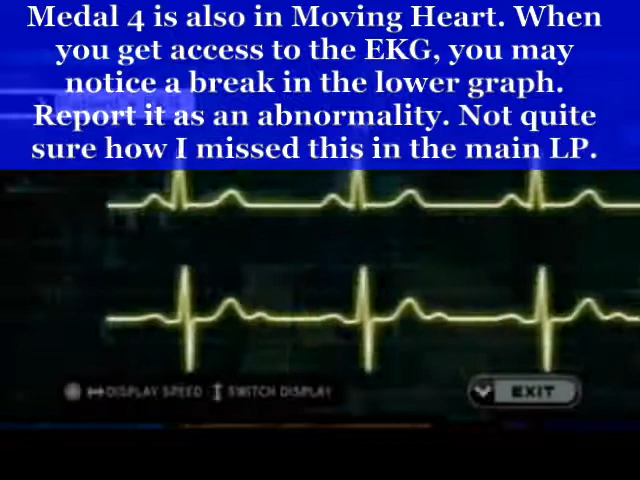 Medal 4 is also in Moving Heart. When
you get access to the EKG, you may
notice a break in the lower graph.
Report it as an abnormality. Not quite
sure how I missed this in the main LP.
DISPLAY SPEED SWITCH DISPLAY
EXIT